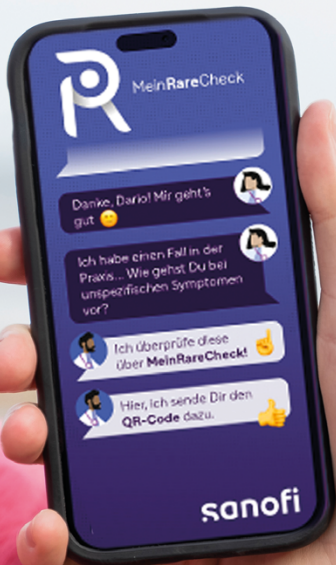 MeinRareCheck
Danke, Dario! Mir geht's
gut
Ich habe einen Fall in der
Praxis... Wie gehst Du bei
unspezifischen Symptomen
vor?
Ich überprüfe diese
über MeinRareCheck!
Hier, ich sende Dir den
QR-Code dazu.
sanofi